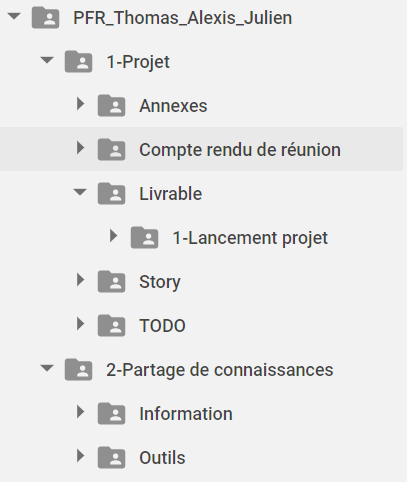 PFR_Thomas_Alexis_Julien
1-Projet
Annexes
Compte rendu de réunion
Livrable
1-Lancement projet
Story
TODO
2-Partage de connaissances
Information
Outils